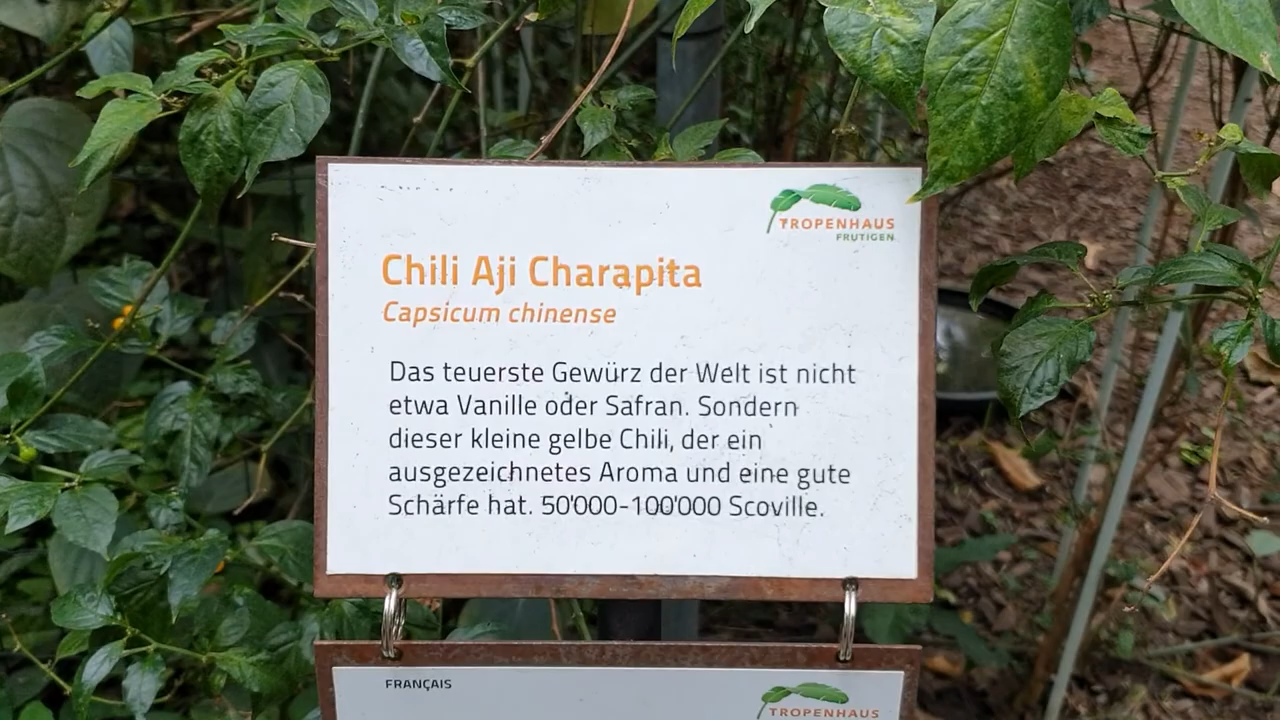 TROPENHAUS
FRUTIGEN
Chili Aji Charapita
Capsicum chinense
Das teuerste Gewürz der Welt ist nicht
etwa Vanille oder Safran. Sondern
dieser kleine gelbe Chili, der ein
ausgezeichnetes Aroma und eine gute
Schärfe hat. 50'000-100'000 Scoville.
FRANÇAIS
TROPENHAUS